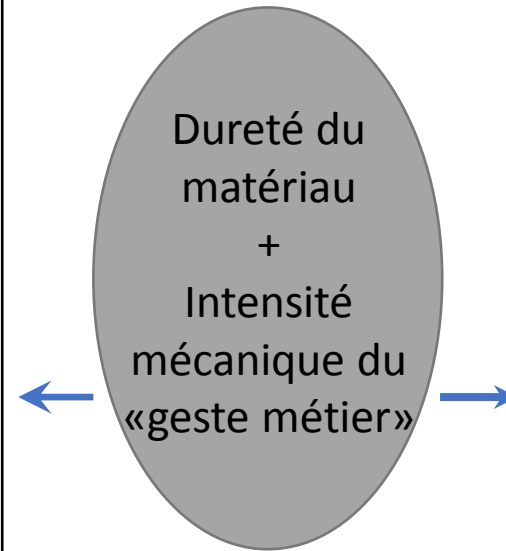 Dureté du
matériau
+
Intensité
mécanique du
«geste métier»